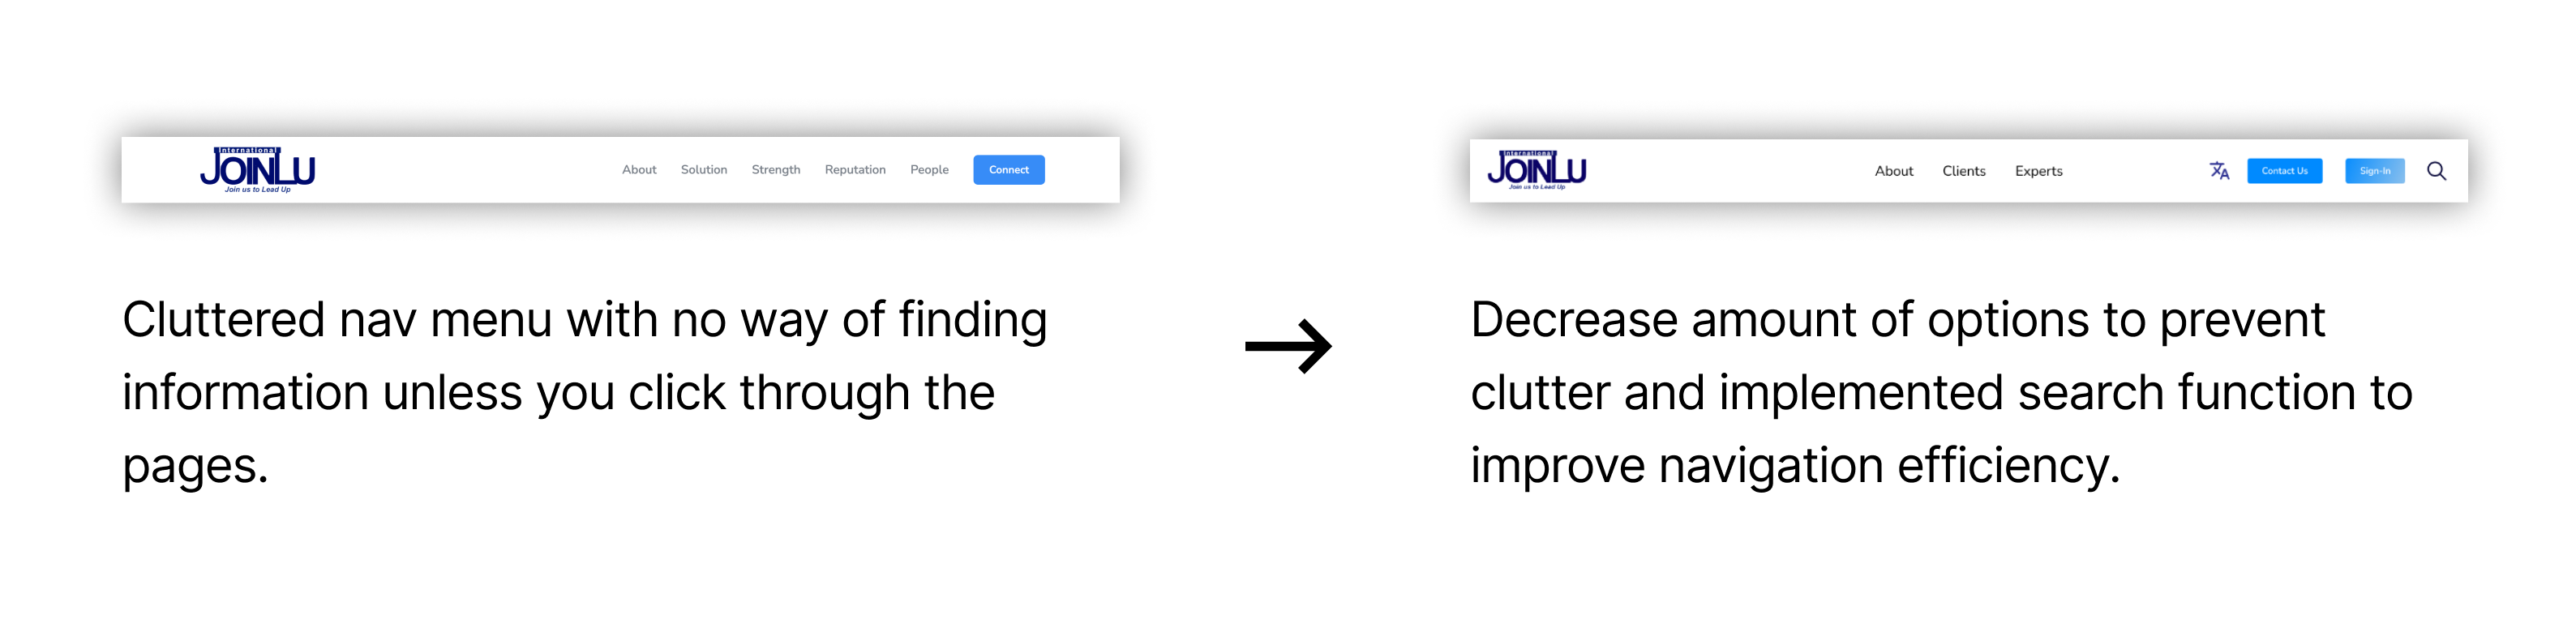 International
JOINLU
Join us to Lead Up
About Solution Strength Reputation People Connect
International
JOINLU
Join us to Lead Up
About Clients Experts 文A Contact Us Sign-In
Cluttered nav menu with no way of finding
information unless you click through the
pages.
→
Decrease amount of options to prevent
clutter and implemented search function to
improve navigation efficiency.